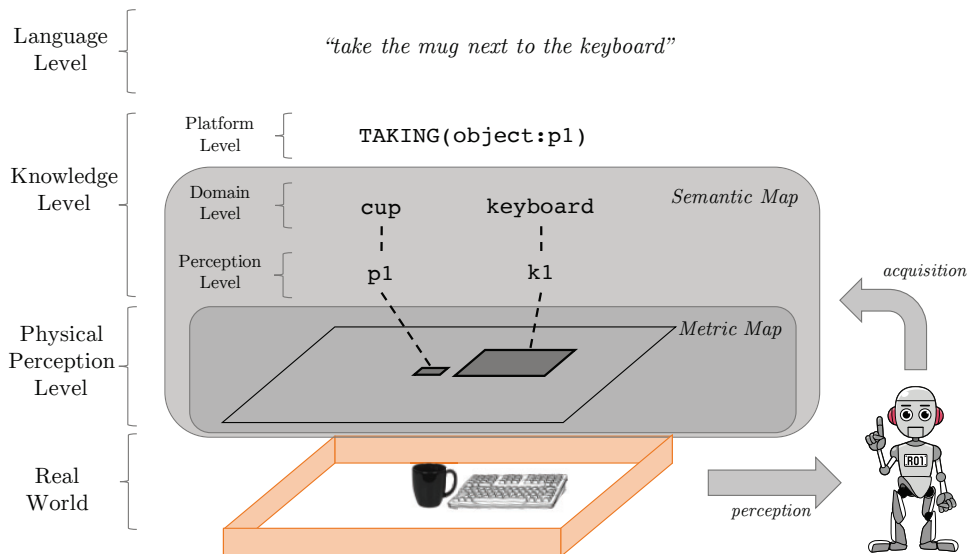 Language
Level
“take the mug next to the keyboard”
Knowledge
Level
Platform
Level
TAKING(object:p1)
Domain
Level
cup
keyboard
Semantic Map
Perception
Level
p1
k1
acquisition
Physical
Perception
Level
Metric Map
Real
World
perception
R01